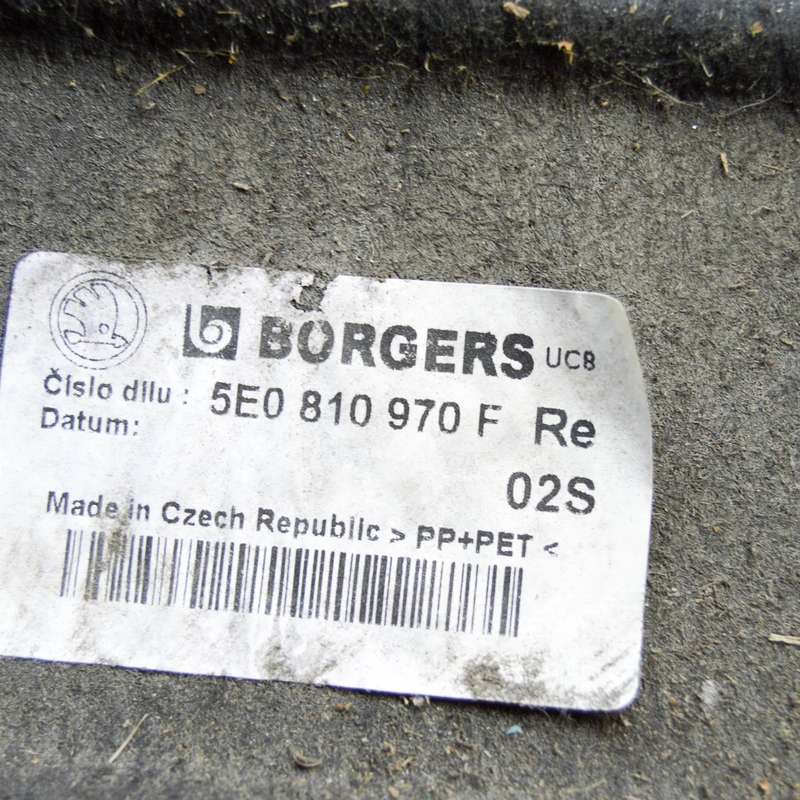 BORGERS UC8
Číslo dílu : 5E0 810 970 F Re
Datum:
02S
Made in Czech Republic > PP+PET <